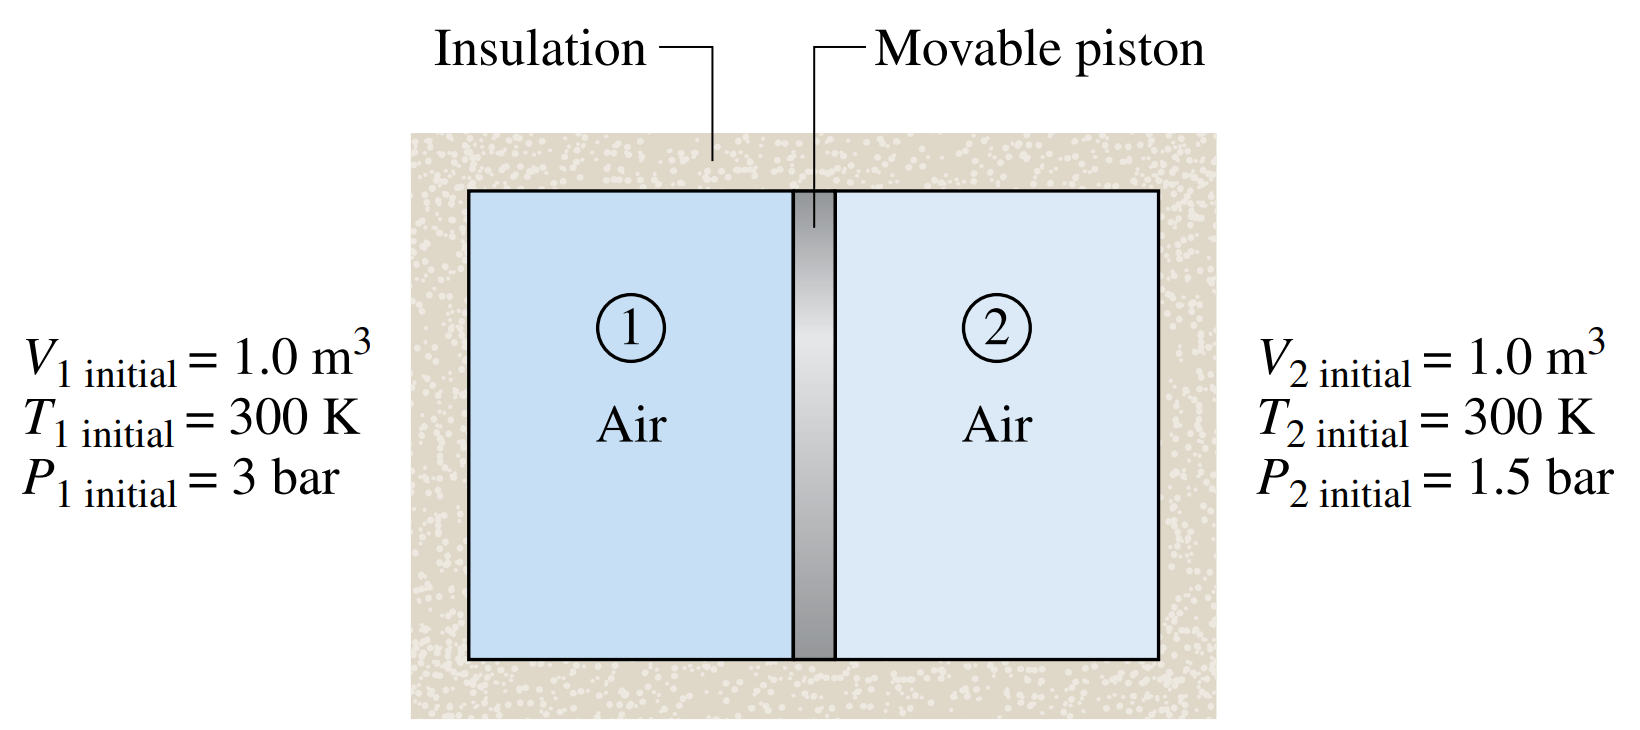 Insulation
Movable piston
V1 initial = 1.0 m³
T1 initial = 300 K
P1 initial = 3 bar
①
Air
②
Air
V2 initial = 1.0 m³
T2 initial = 300 K
P2 initial = 1.5 bar